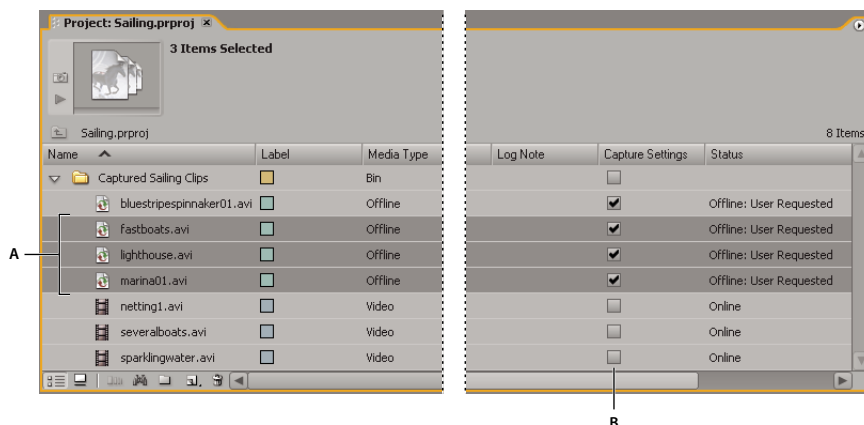 Project: Sailing.prproj
3 Items Selected
Sailing.prproj
8 Items
Name Label Media Type Log Note Capture Settings Status
Captured Sailing Clips Bin
bluestripespinnaker01.avi Offline Offline: User Requested
fastboats.avi Offline Offline: User Requested
A lighthouse.avi Offline Offline: User Requested
marina01.avi Offline Offline: User Requested
netting1.avi Video Online
severalboats.avi Video Online
sparklingwater.avi Video Online
B